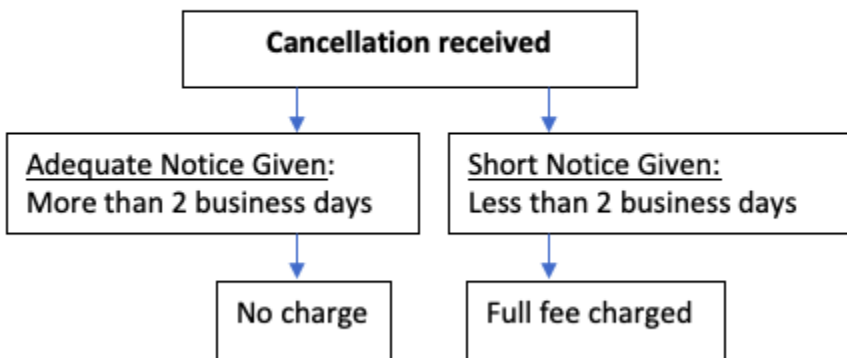 Cancellation received
Adequate Notice Given:
More than 2 business days
Short Notice Given:
Less than 2 business days
No charge
Full fee charged